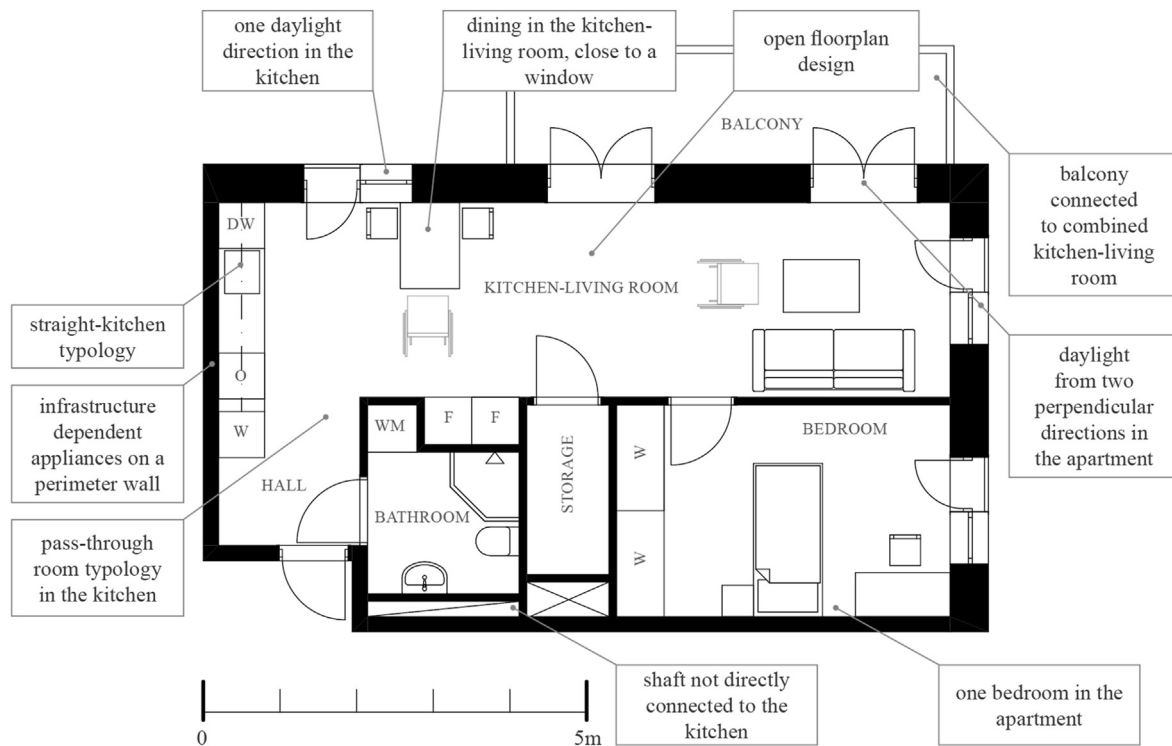 one daylight
direction in the
kitchen
dining in the kitchen-
living room, close to a
window
open floorplan
design
BALCONY
balcony
connected
to combined
kitchen-living
room
DW
KITCHEN-LIVING ROOM
straight-kitchen
typology
O
W
infrastructure
dependent
appliances on a
perimeter wall
daylight
from two
perpendicular
directions in
the apartment
WM
F
F
BEDROOM
W
W
STORAGE
HALL
BATHROOM
pass-through
room typology
in the kitchen
shaft not directly
connected to the
kitchen
one bedroom in the
apartment
0
5m